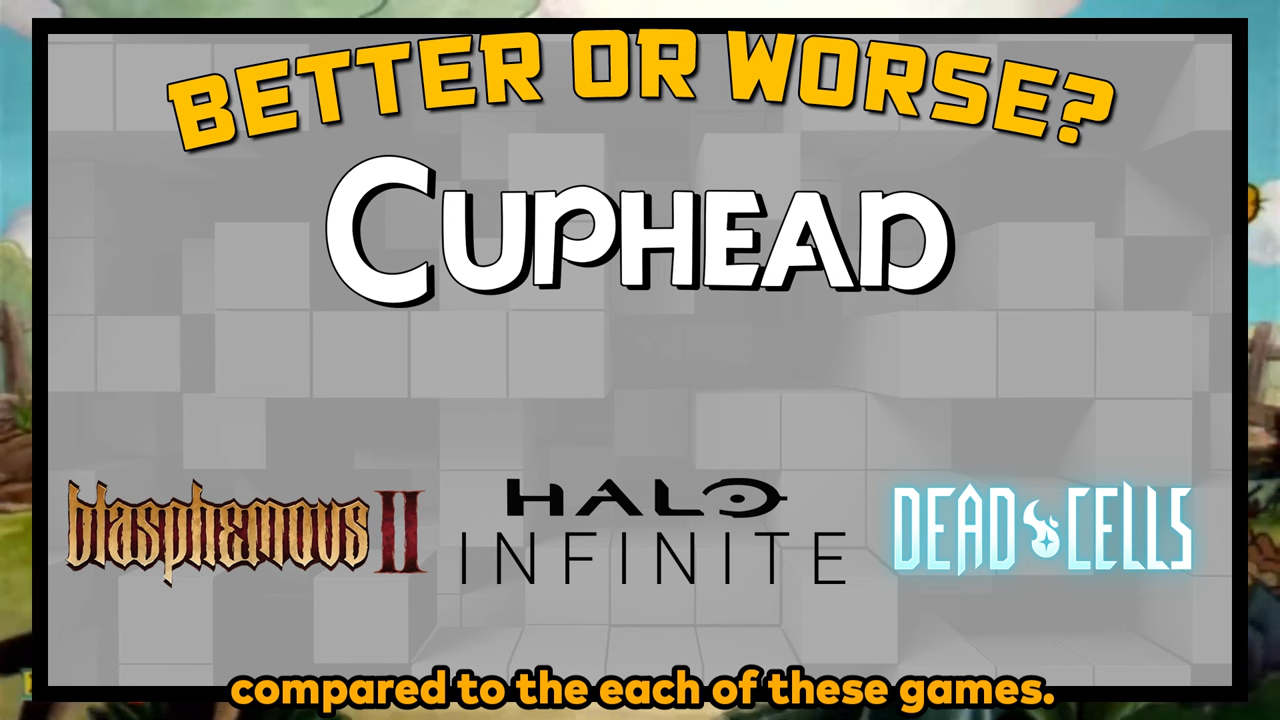 BETTER OR WORSE?
CUPHEAD
blasphemous II
HALO
INFINITE
DEAD CELLS
compared to the each of these games.